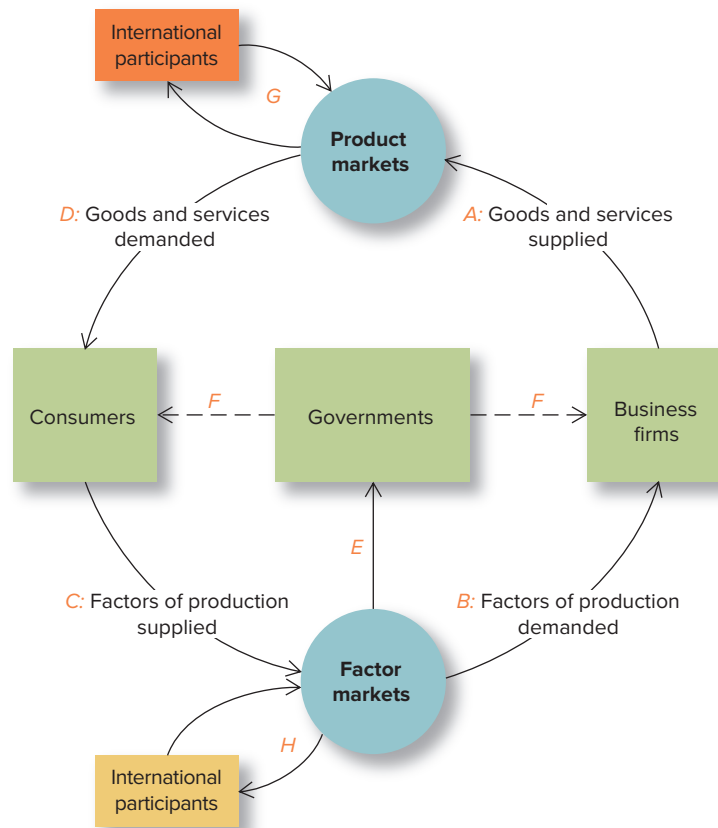 International
participants
G
Product
markets
D: Goods and services
demanded
A: Goods and services
supplied
Consumers
F
Governments
F
Business
firms
E
C: Factors of production
supplied
B: Factors of production
demanded
Factor
markets
H
International
participants